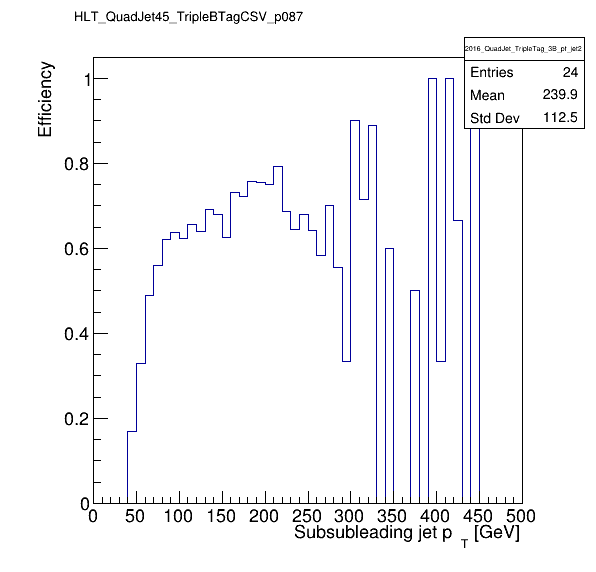 HLT_QuadJet45_TripleBTagCSV_p087
2016_QuadJet_TripleTag_3B_pt_jet2
Entries 24
Mean 239.9
Std Dev 112.5
Efficiency
1
0.8
0.6
0.4
0.2
0
0 50 100 150 200 250 300 350 400 450 500
Subsubleading jet p T [GeV]